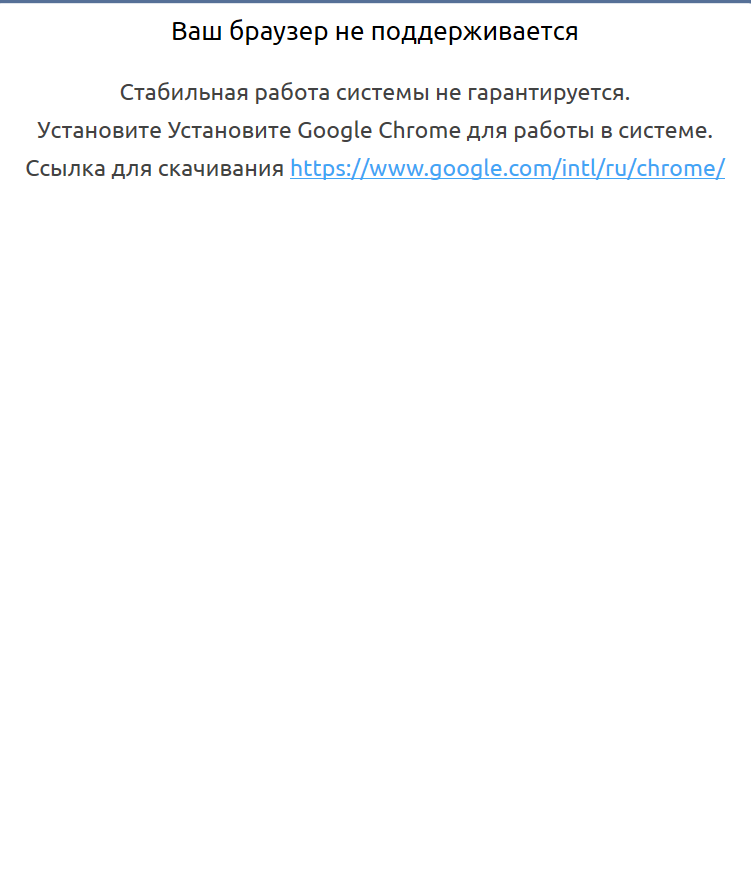 Ваш браузер не поддерживается
Стабильная работа системы не гарантируется.
Установите Установите Google Chrome для работы в системе.
Ссылка для скачивания https://www.google.com/intl/ru/chrome/